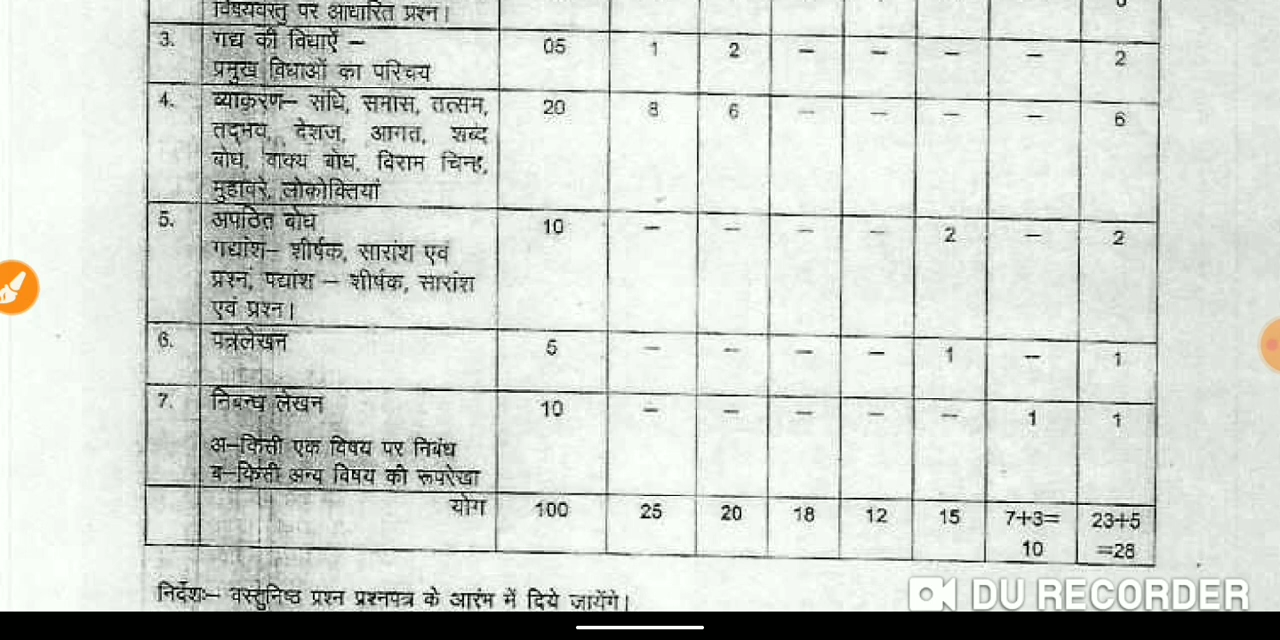 विषयवस्तु पर आधारित प्रश्न।
3. गद्य की विधाऐं – 05 1 2 – – – – 2
प्रमुख विधाओं का परिचय
4. व्याकरण– संधि, समास, तत्सम, 20 8 6 – – – – 6
तद्भव, देशज, आगत, शब्द
बोध, वाक्य बोध, विराम चिन्ह,
मुहावरे, लोकोक्तियां
5. अपठित बोध 10 – – – – 2 – 2
गद्यांश– शीर्षक, सारांश एवं
प्रश्न, पद्यांश – शीर्षक, सारांश
एवं प्रश्न।
6. पत्रलेखन 5 – – – – 1 – 1
7. निबन्ध लेखन 10 – – – – – 1 1
अ–किसी एक विषय पर निबंध
ब–किसी अन्य विषय की रूपरेखा
योग 100 25 20 18 12 15 7+3= 23+5
10 =28
निर्देशः– वस्तुनिष्ठ प्रश्न प्रश्नपत्र के आरंभ में दिये जायेंगे।
DU RECORDER